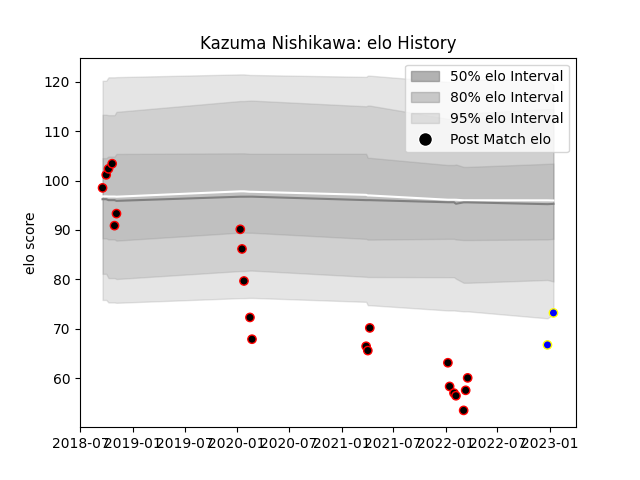 Kazuma Nishikawa: elo History
50% elo Interval
80% elo Interval
95% elo Interval
Post Match elo
elo score
120
110
100
90
80
70
60
2018-07 2019-01 2019-07 2020-01 2020-07 2021-01 2021-07 2022-01 2022-07 2023-01